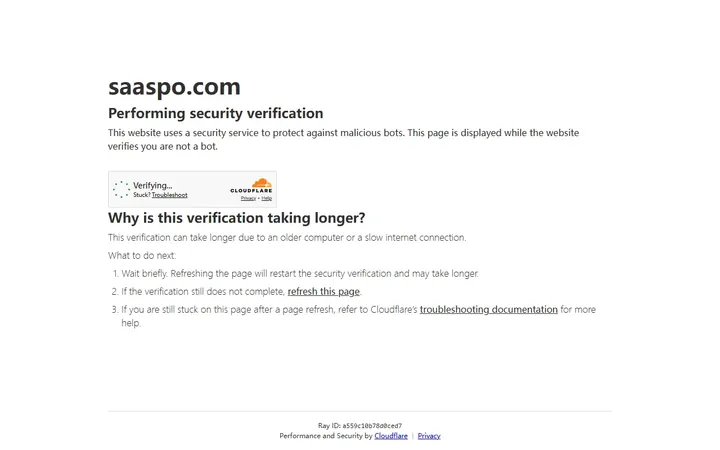 saaspo.com
Performing security verification
This website uses a security service to protect against malicious bots. This page is displayed while the website
verifies you are not a bot.
Verifying...
Stuck? Troubleshoot
CLOUDFLARE
Privacy • Help
Why is this verification taking longer?
This verification can take longer due to an older computer or a slow internet connection.
What to do next:
1. Wait briefly. Refreshing the page will restart the security verification and may take longer.
2. If the verification still does not complete, refresh this page.
3. If you are still stuck on this page after a page refresh, refer to Cloudflare's troubleshooting documentation for more
help.
Ray ID: a559c10b78d0ced7
Performance and Security by Cloudflare | Privacy